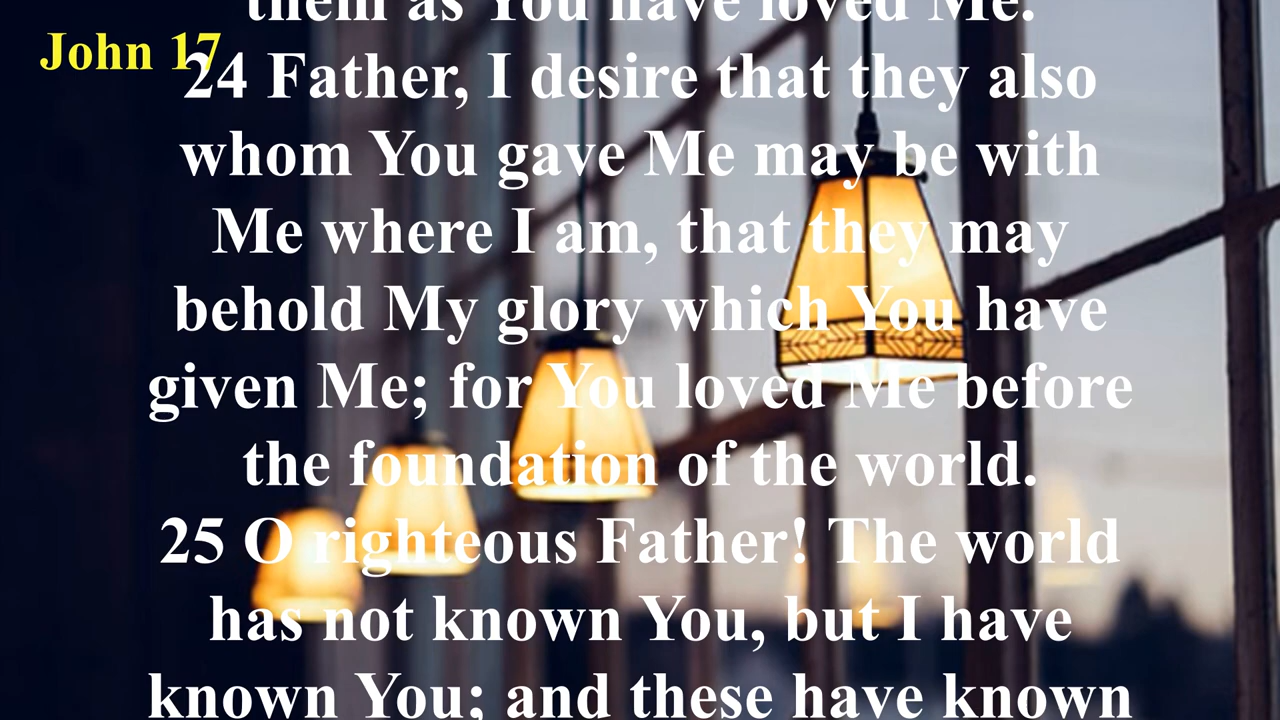 them as You have loved Me.
John 17
24 Father, I desire that they also
whom You gave Me may be with
Me where I am, that they may
behold My glory which You have
given Me; for You loved Me before
the foundation of the world.
25 O righteous Father! The world
has not known You, but I have
known You; and these have known